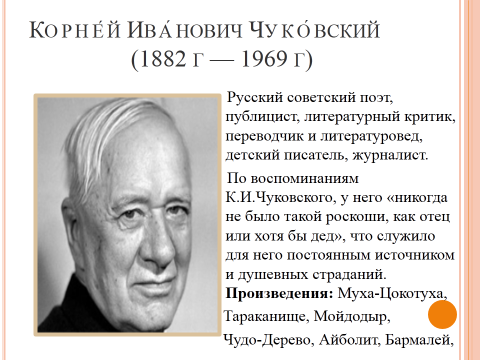 КОРНЕ́Й ИВА́НОВИЧ ЧУКО́ВСКИЙ
(1882 Г — 1969 Г)
Русский советский поэт,
публицист, литературный критик,
переводчик и литературовед,
детский писатель, журналист.
По воспоминаниям
К.И.Чуковского, у него «никогда
не было такой роскоши, как отец
или хотя бы дед», что служило
для него постоянным источником
и душевных страданий.
Произведения: Муха-Цокотуха,
Тараканище, Мойдодыр,
Чудо-Дерево, Айболит, Бармалей,